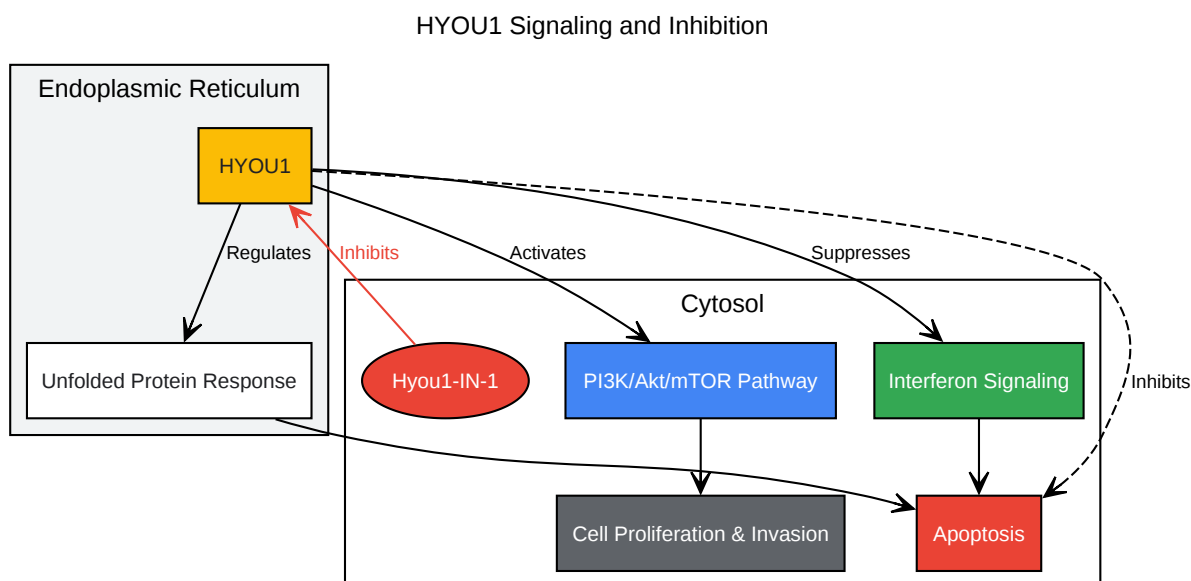 HYOU1 Signaling and Inhibition
Endoplasmic Reticulum
HYOU1
Regulates
Inhibits
Activates
Suppresses
Cytosol
Unfolded Protein Response
Hyou1-IN-1
PI3K/Akt/mTOR Pathway
Interferon Signaling
Inhibits
Cell Proliferation & Invasion
Apoptosis